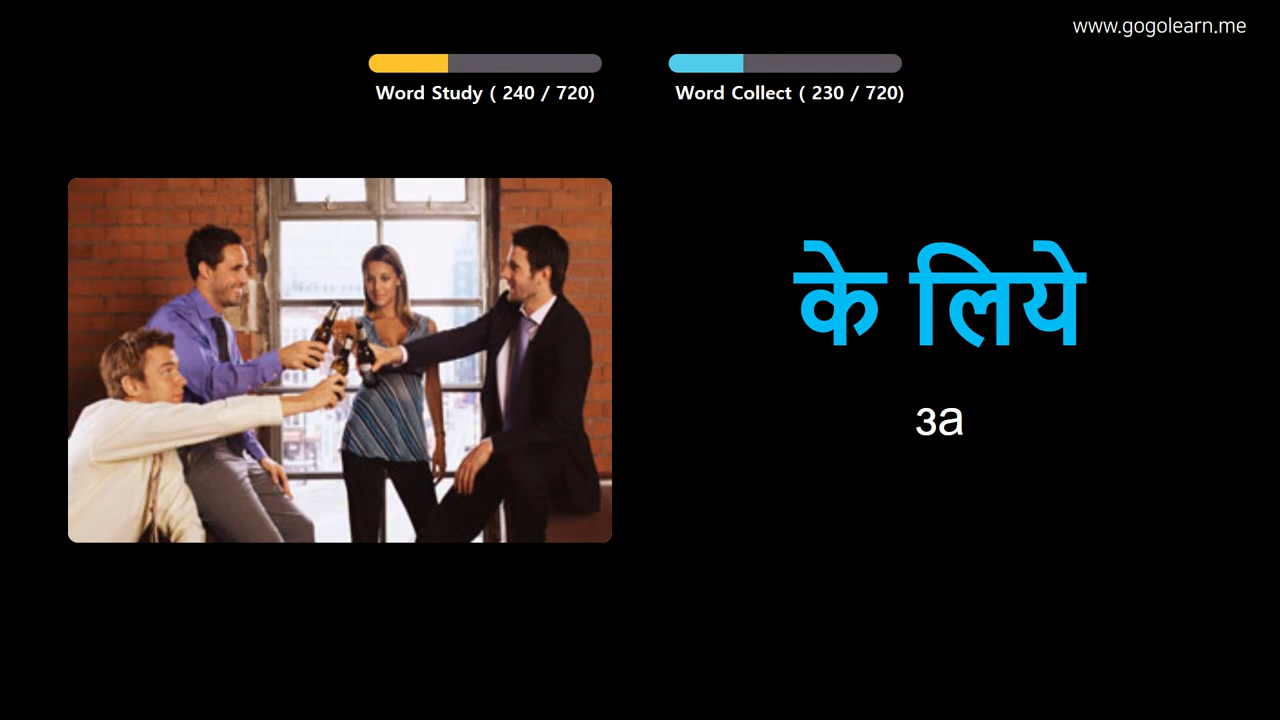 www.gogolearn.me
Word Study ( 240 / 720)
Word Collect ( 230 / 720)
के लिये
за